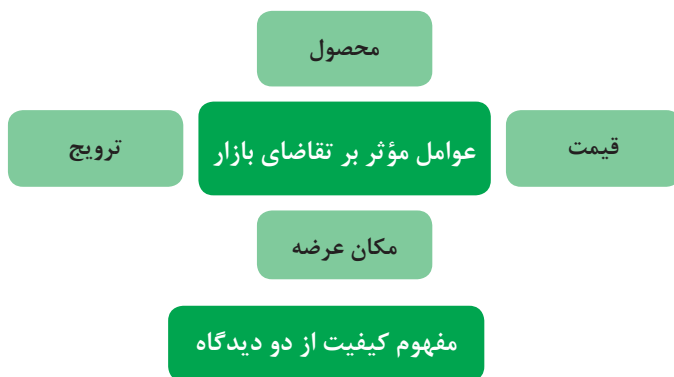 محصول
قیمت
عوامل مؤثر بر تقاضای بازار
ترویج
مکان عرضه
مفهوم کیفیت از دو دیدگاه